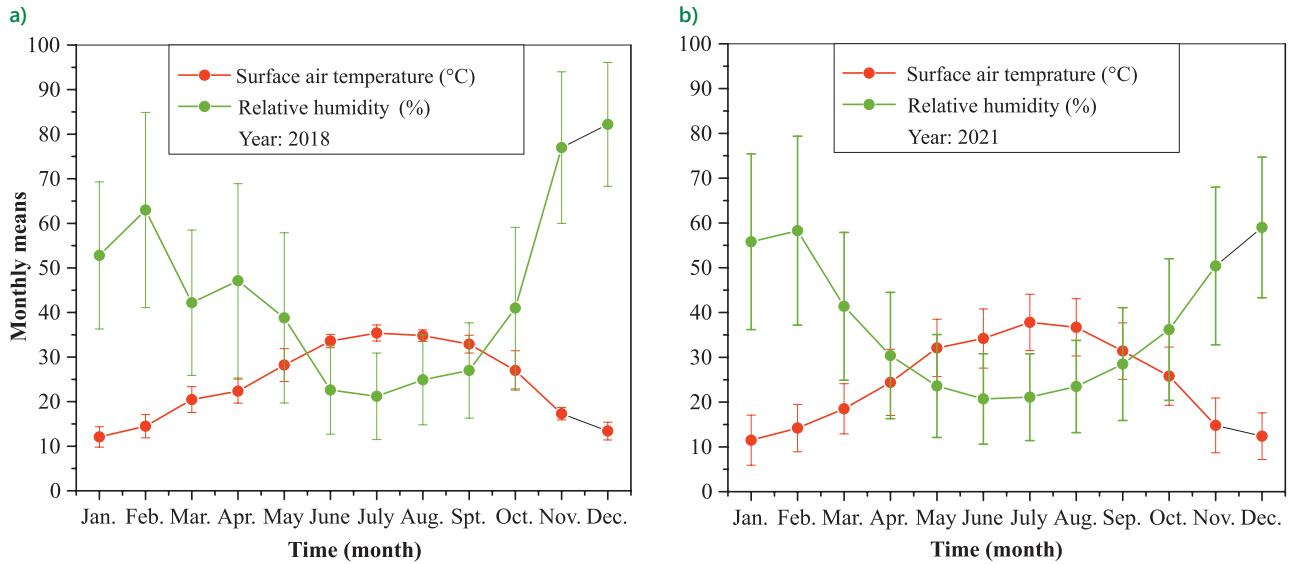 a)
100
90
80
70
60
50
40
30
20
10
0
Monthly means
Surface air temperature (°C)
Relative humidity (%)
Year: 2018
Jan. Feb. Mar. Apr. May June July Aug. Spt. Oct. Nov. Dec.
Time (month)
b)
100
90
80
70
60
50
40
30
20
10
0
Surface air temprature (°C)
Relative humidity (%)
Year: 2021
Jan. Feb. Mar. Apr. May June July Aug. Sep. Oct. Nov. Dec.
Time (month)